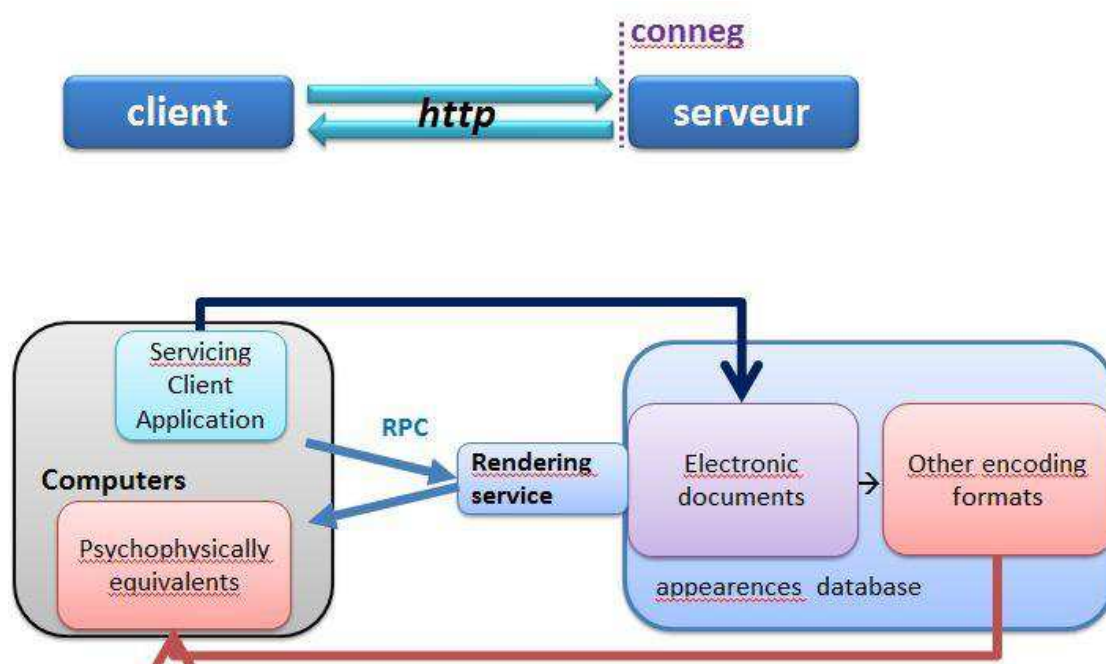 conneg
client
http
serveur
Servicing
Client
Application
RPC
Computers
Rendering
service
Electronic
documents
Other encoding
formats
Psychophysically
equivalents
appearences database